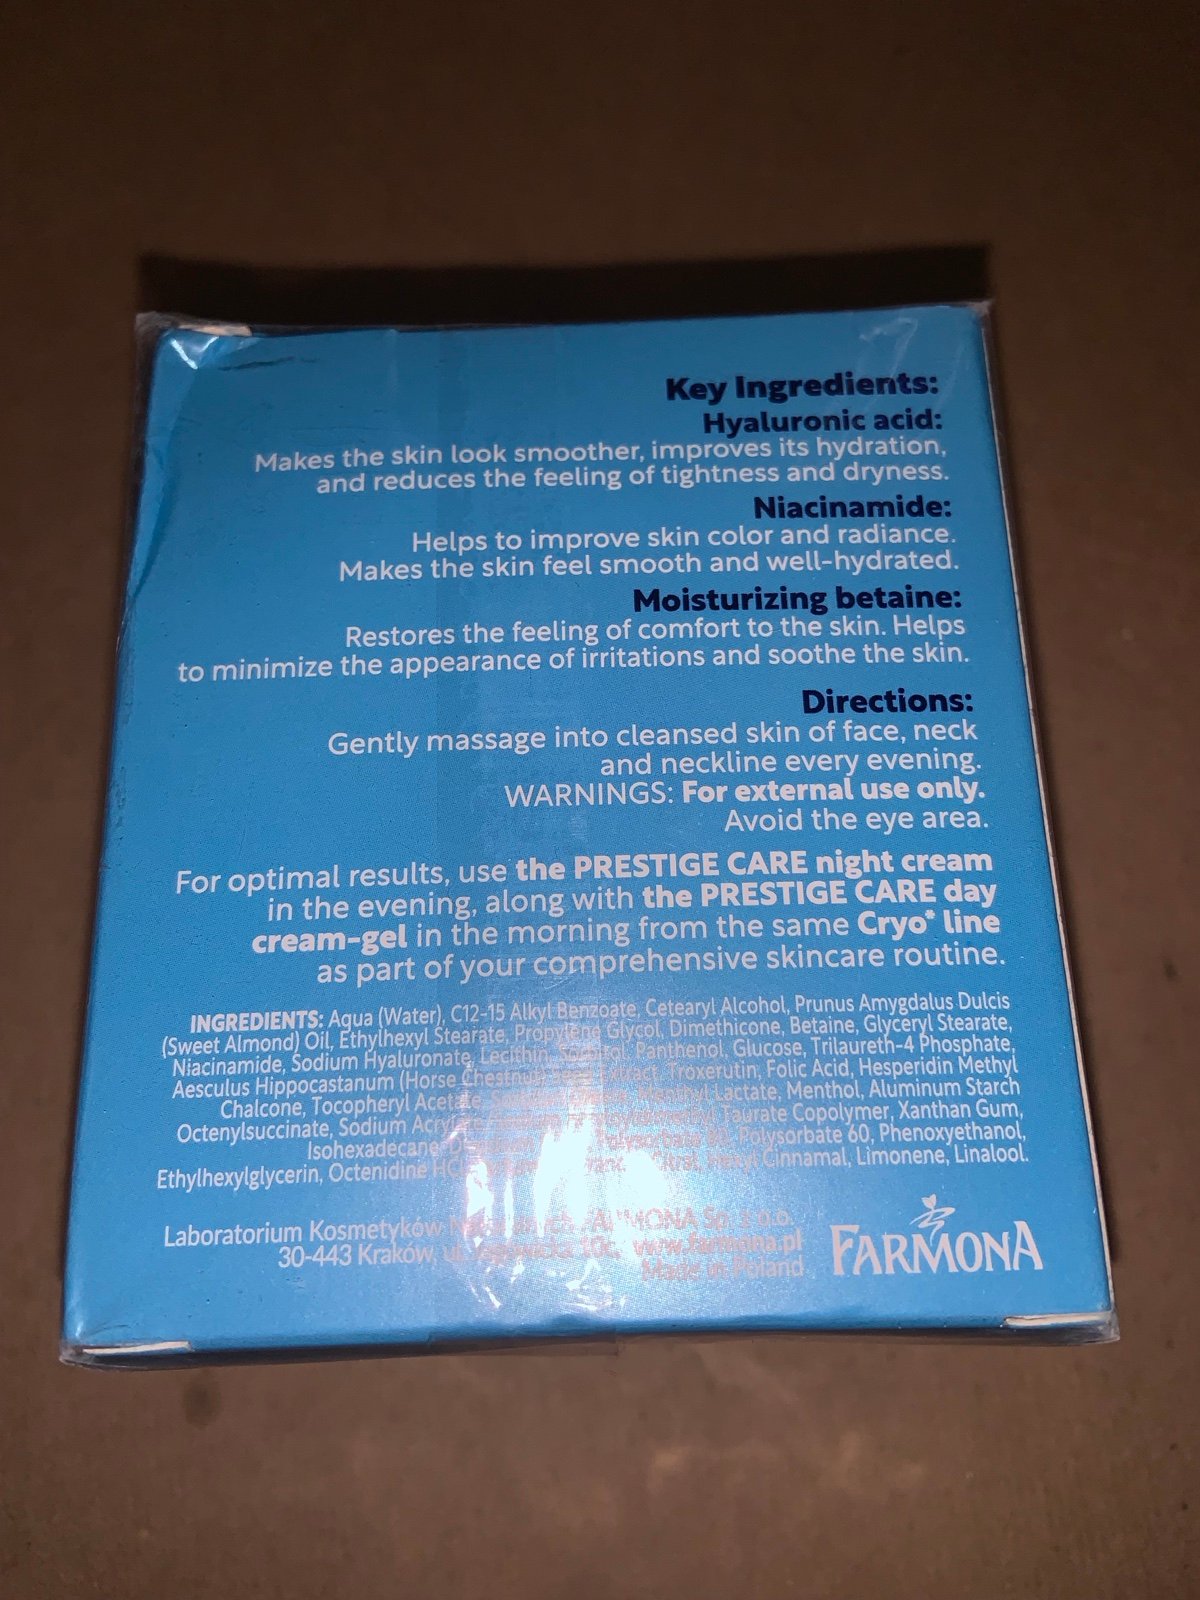 Key Ingredients:
Hyaluronic acid:
Makes the skin look smoother, improves its hydration,
and reduces the feeling of tightness and dryness.
Niacinamide:
Helps to improve skin color and radiance.
Makes the skin feel smooth and well-hydrated.
Moisturizing betaine:
Restores the feeling of comfort to the skin. Helps
to minimize the appearance of irritations and soothe the skin.
Directions:
Gently massage into cleansed skin of face, neck
and neckline every evening.
WARNINGS: For external use only.
Avoid the eye area.
For optimal results, use the PRESTIGE CARE night cream
in the evening, along with the PRESTIGE CARE day
cream-gel in the morning from the same Cryo* line
as part of your comprehensive skincare routine.
INGREDIENTS: Aqua (Water), C12-15 Alkyl Benzoate, Cetearyl Alcohol, Prunus Amygdalus Dulcis
(Sweet Almond) Oil, Ethylhexyl Stearate, Propylene Glycol, Dimethicone, Betaine, Glyceryl Stearate,
Niacinamide, Sodium Hyaluronate, Lecithin, Sorbitol, Panthenol, Glucose, Trilaureth-4 Phosphate,
Aesculus Hippocastanum (Horse Chestnut) Seed Extract, Troxerutin, Folic Acid, Hesperidin Methyl
Chalcone, Tocopheryl Acetate, Menthyl Lactate, Menthol, Aluminum Starch
Octenylsuccinate, Sodium Taurate Copolymer, Xanthan Gum,
Isohexadecane, Polysorbate 60, Phenoxyethanol,
Ethylhexylglycerin, Octenidine HCl, Citral, Hexyl Cinnamal, Limonene, Linalool.
Laboratorium Kosmetyków FARMONA Sp. z o.o.
30-443 Kraków, ul. 10c, www.farmona.pl
Made in Poland
FARMONA